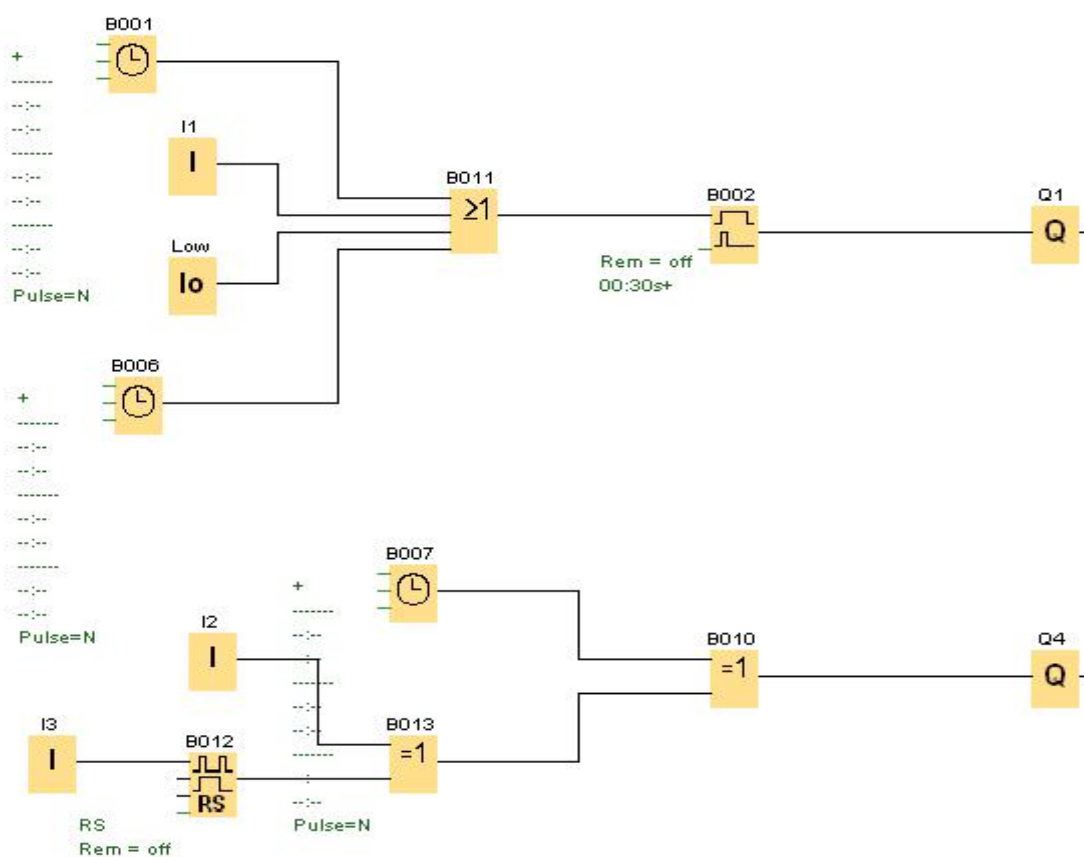 B001
+
-------
--:--
--:--
-------
--:--
--:--
-------
--:--
--:--
Pulse=N
I1
I
Low
Io
B011
≥1
B002
Rem = off
00:30s+
Q1
Q
B006
+
-------
--:--
--:--
-------
--:--
--:--
-------
--:--
--:--
Pulse=N
B007
+
-------
--:--
--:--
-------
--:--
--:--
-------
--:--
--:--
Pulse=N
I2
I
I3
I
B012
RS
RS
Rem = off
B013
=1
B010
=1
Q4
Q